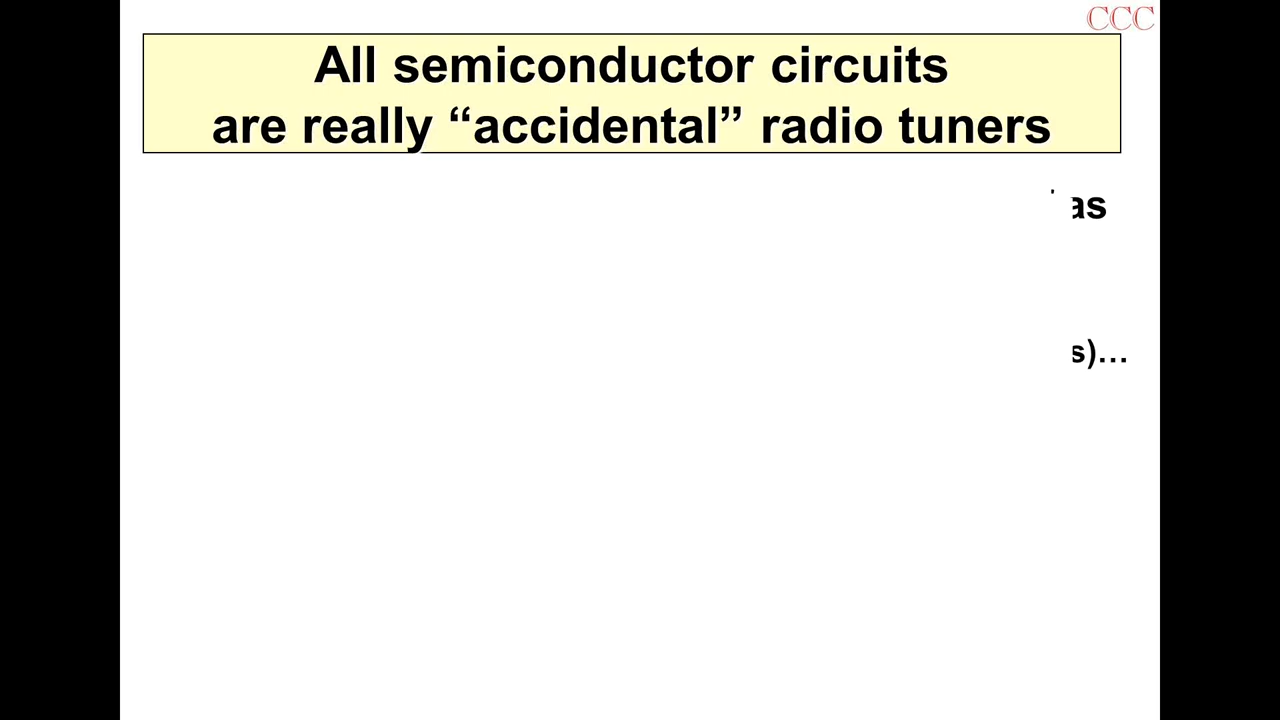 CCC
All semiconductor circuits
are really “accidental” radio tuners
as
s)…